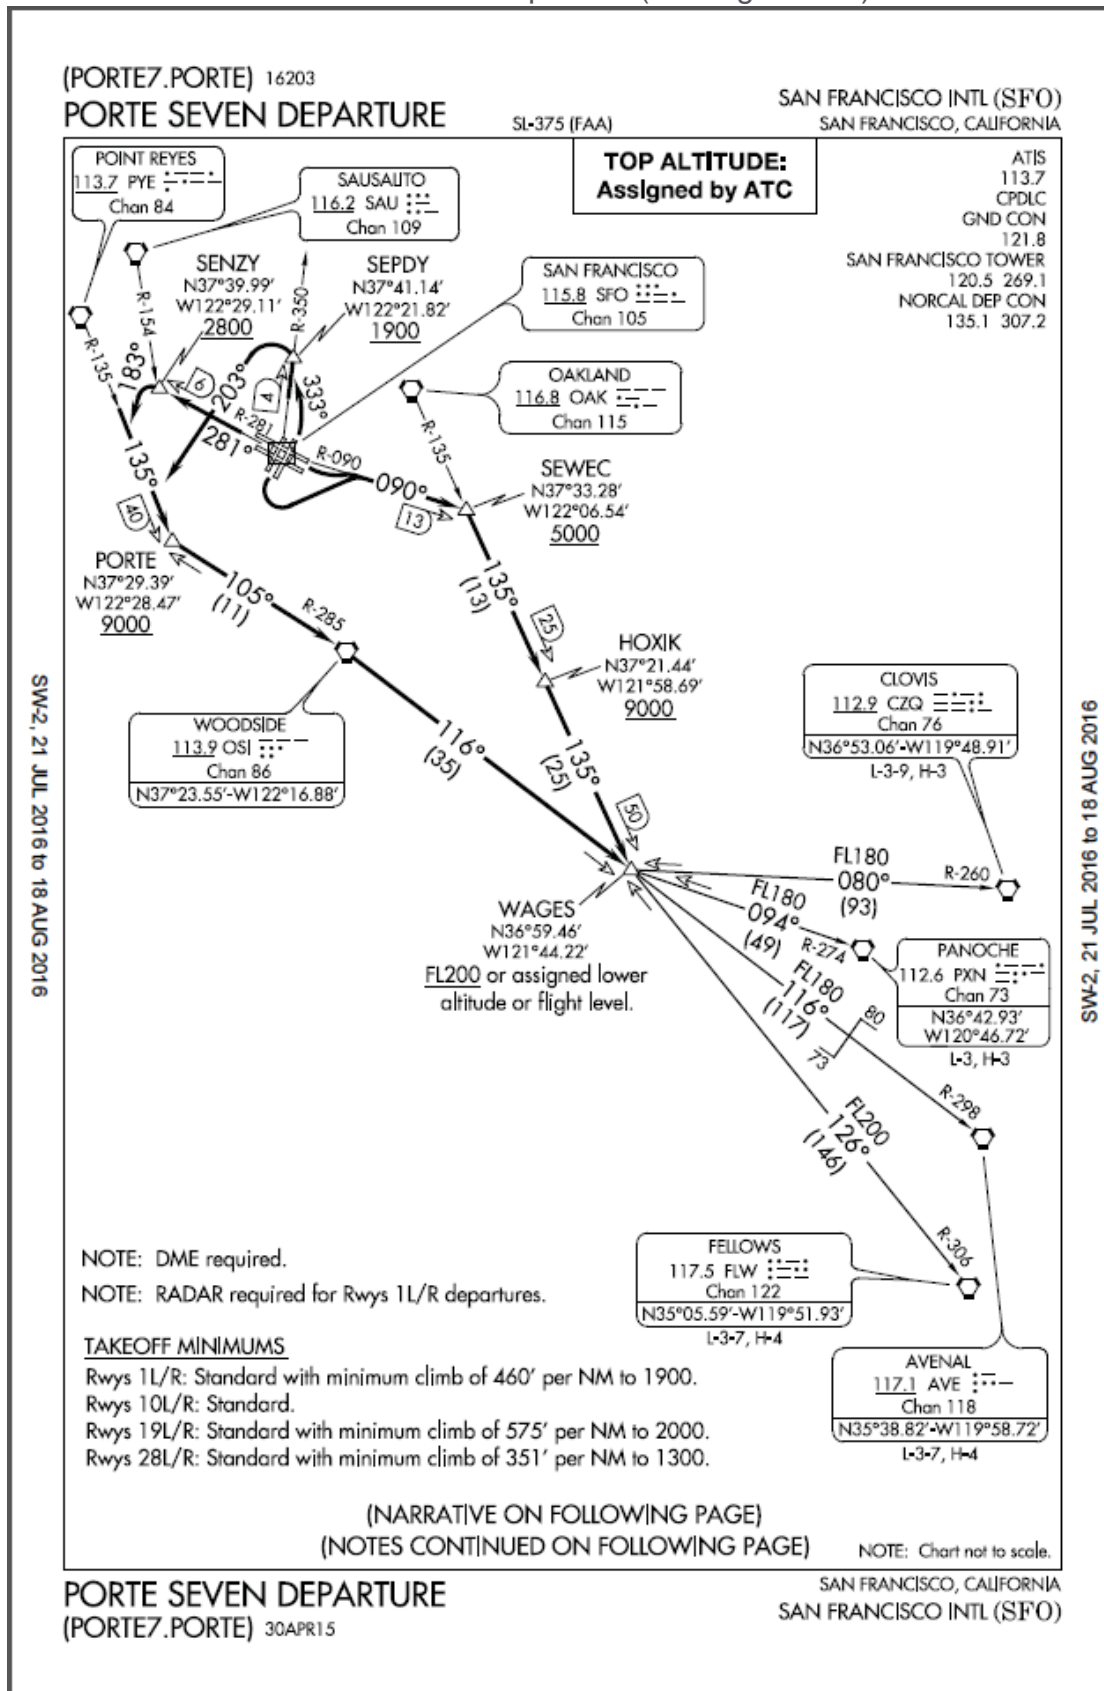 (PORTE7.PORTE) 16203
PORTE SEVEN DEPARTURE
SL-375 (FAA)
SAN FRANCISCO INTL (SFO)
SAN FRANCISCO, CALIFORNIA
TOP ALTITUDE:
Assigned by ATC
ATIS
113.7
CPDLC
GND CON
121.8
SAN FRANCISCO TOWER
120.5 269.1
NORCAL DEP CON
135.1 307.2
POINT REYES
113.7 PYE
Chan 84
SAUSALITO
116.2 SAU
Chan 109
SENZY
N37°39.99′
W122°29.11′
2800
SEPDY
N37°41.14′
W122°21.82′
1900
SAN FRANCISCO
115.8 SFO
Chan 105
OAKLAND
116.8 OAK
Chan 115
R-154
R-135
R-350
183°
6
203°
4
333°
R-281
281°
R-090
090°
13
R-135
135°
40
SEWEC
N37°33.28′
W122°06.54′
5000
PORTE
N37°29.39′
W122°28.47′
9000
105°
(11)
R-285
135°
(13)
25
HOXIK
N37°21.44′
W121°58.69′
9000
WOODSIDE
113.9 OSI
Chan 86
N37°23.55′-W122°16.88′
116°
(35)
135°
(25)
50
CLOVIS
112.9 CZQ
Chan 76
N36°53.06′-W119°48.91′
L-3-9, H-3
WAGES
N36°59.46′
W121°44.22′
FL200 or assigned lower
altitude or flight level.
FL180
080°
(93)
R-260
FL180
094°
(49)
R-274
FL180
116°
(117)
80
73
R-298
PANOCHE
112.6 PXN
Chan 73
N36°42.93′
W120°46.72′
L-3, H-3
FL200
126°
(146)
R-306
FELLOWS
117.5 FLW
Chan 122
N35°05.59′-W119°51.93′
L-3-7, H-4
AVENAL
117.1 AVE
Chan 118
N35°38.82′-W119°58.72′
L-3-7, H-4
NOTE: DME required.
NOTE: RADAR required for Rwys 1L/R departures.
TAKEOFF MINIMUMS
Rwys 1L/R: Standard with minimum climb of 460′ per NM to 1900.
Rwys 10L/R: Standard.
Rwys 19L/R: Standard with minimum climb of 575′ per NM to 2000.
Rwys 28L/R: Standard with minimum climb of 351′ per NM to 1300.
(NARRATIVE ON FOLLOWING PAGE)
(NOTES CONTINUED ON FOLLOWING PAGE)
NOTE: Chart not to scale.
PORTE SEVEN DEPARTURE
(PORTE7.PORTE) 30APR15
SAN FRANCISCO, CALIFORNIA
SAN FRANCISCO INTL (SFO)
SW-2, 21 JUL 2016 to 18 AUG 2016
SW-2, 21 JUL 2016 to 18 AUG 2016